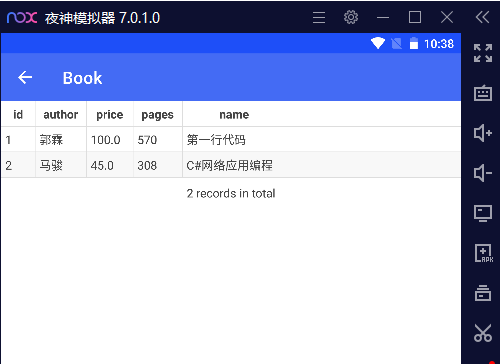 nox 夜神模拟器 7.0.1.0
10:38
Book
id author price pages name
1 郭霖 100.0 570 第一行代码
2 马骏 45.0 308 C#网络应用编程
2 records in total
APK